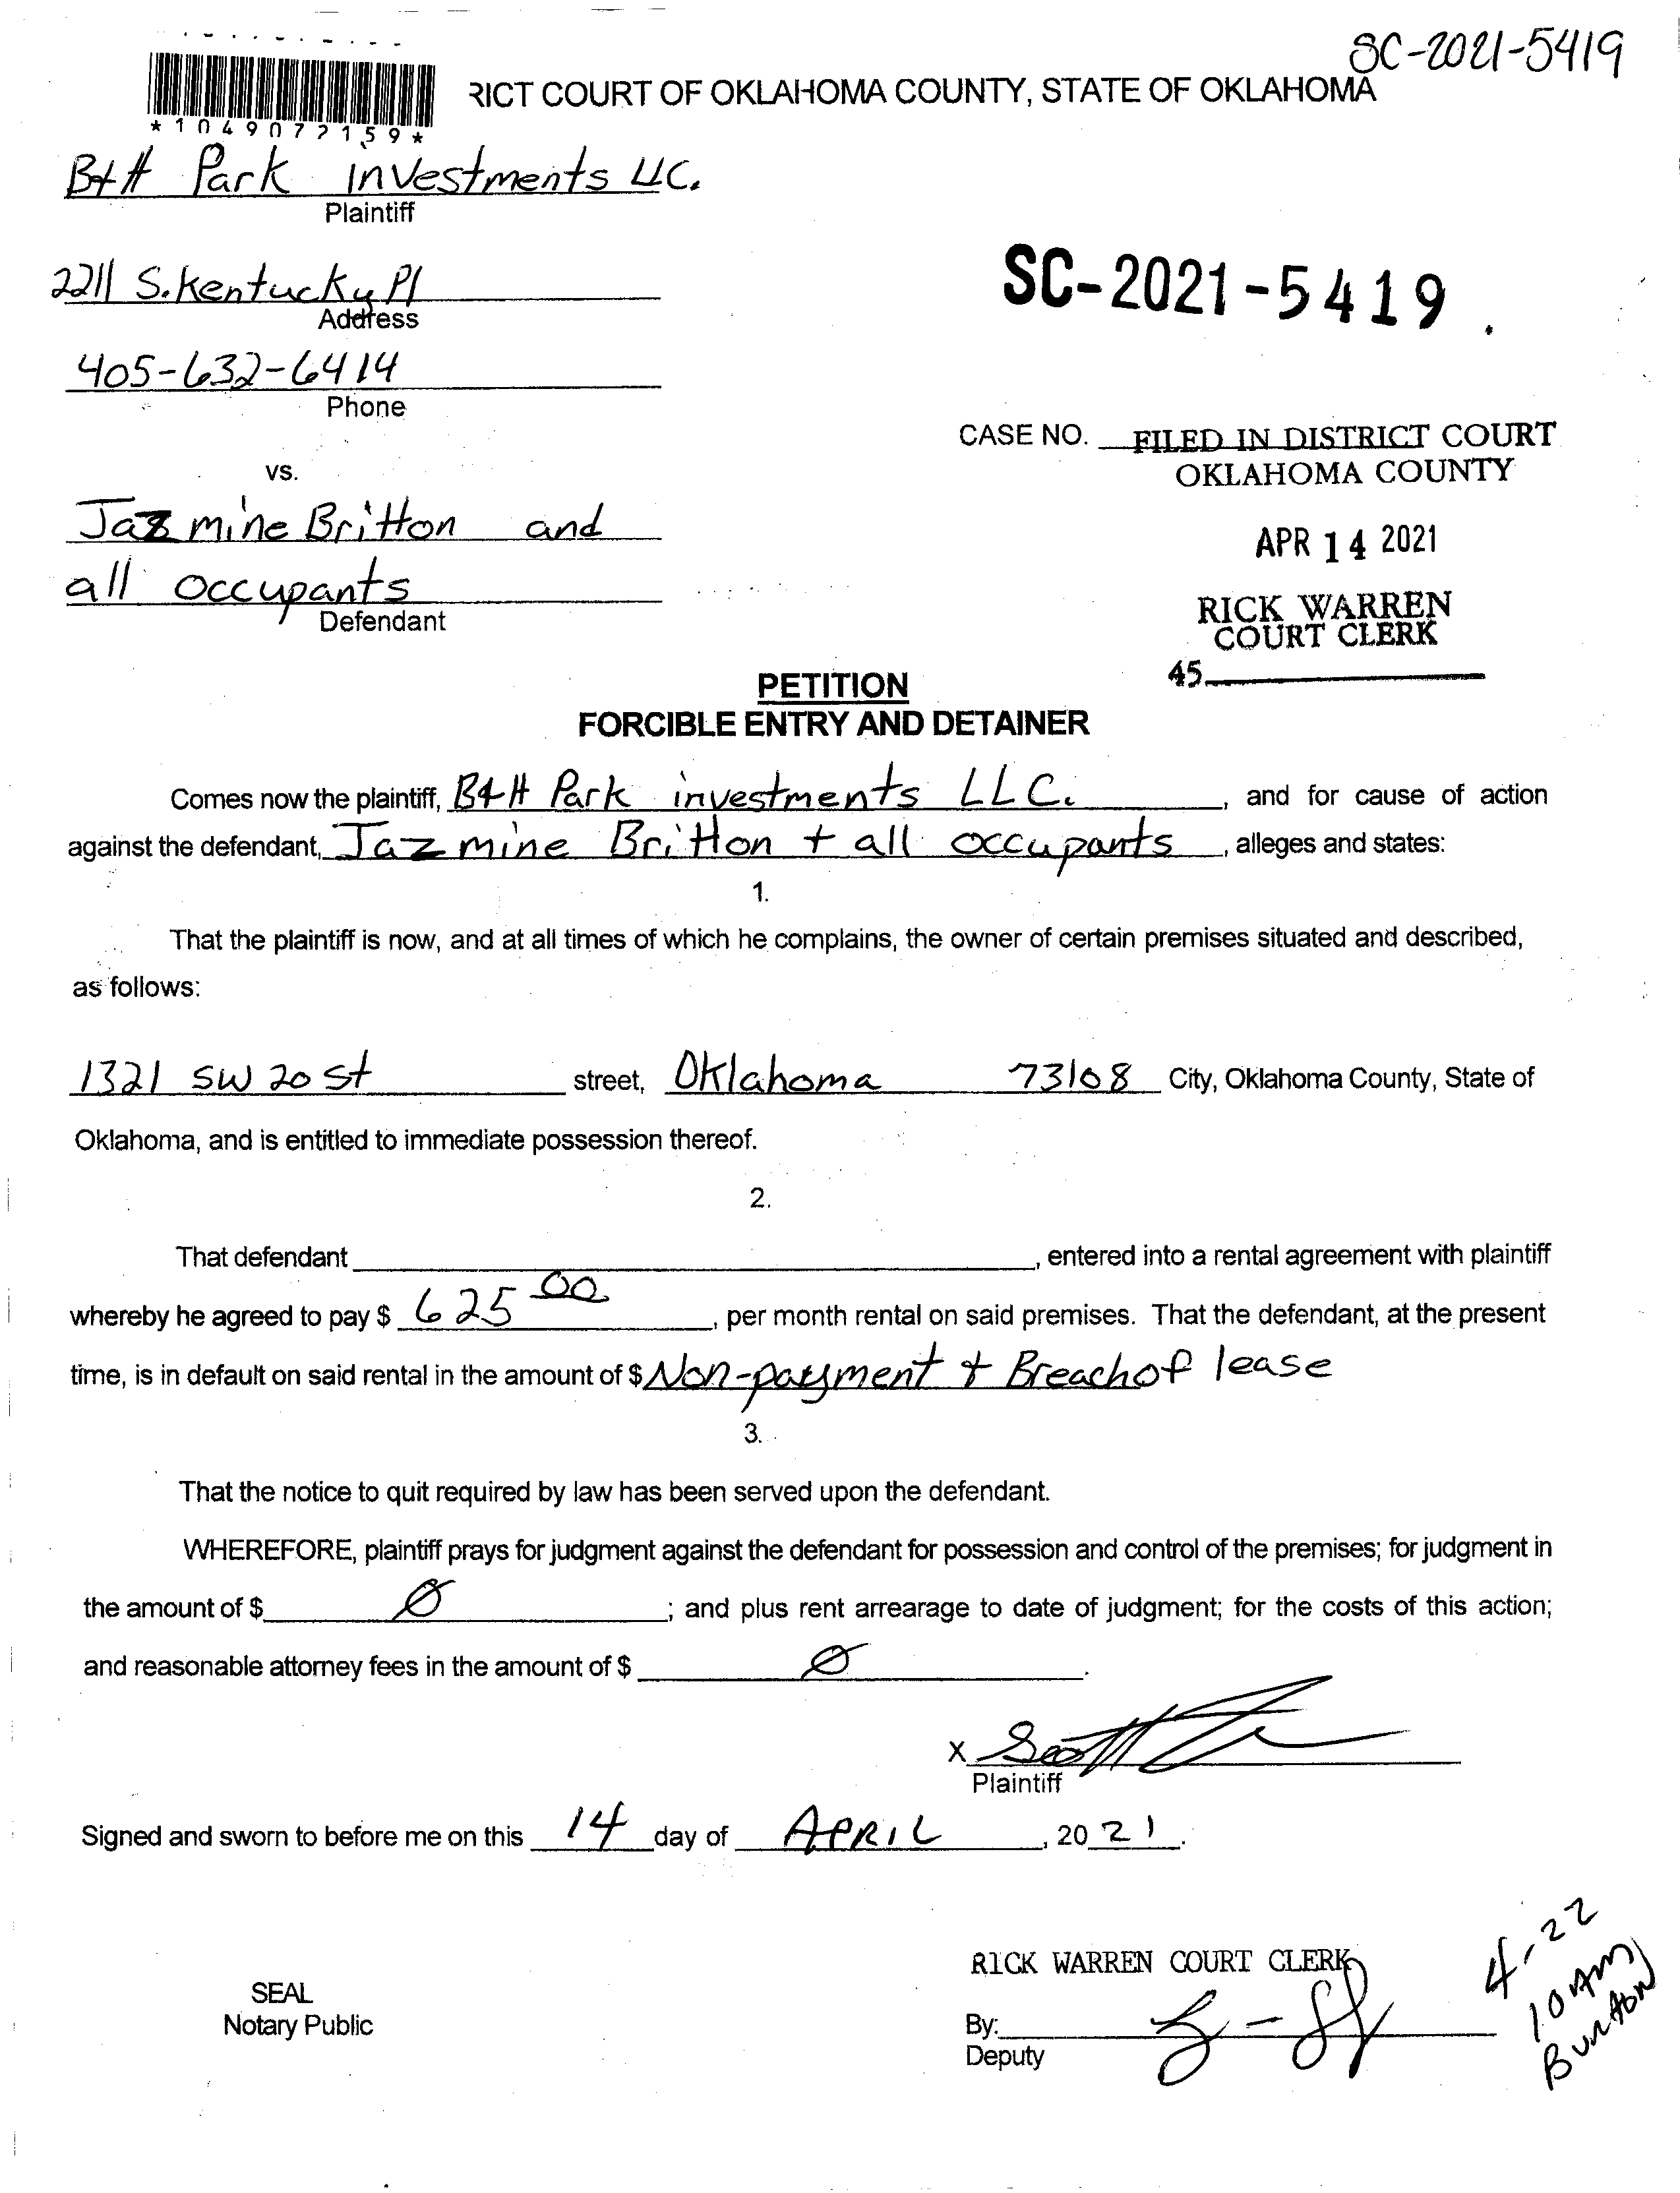 SC-2021-5419
RICT COURT OF OKLAHOMA COUNTY, STATE OF OKLAHOMA
*1049077159*
B+H Park investments LLC.
Plaintiff
2211 S. Kentucky Pl
Address
SC-2021-5419.
405-632-6414
Phone
CASE NO. FILED IN DISTRICT COURT
OKLAHOMA COUNTY
vs.
Jazmine Britton and
APR 14 2021
all occupants
Defendant
RICK WARREN
COURT CLERK
45
PETITION
FORCIBLE ENTRY AND DETAINER
Comes now the plaintiff, B+H Park investments LLC. , and for cause of action
against the defendant, Jazmine Britton + all occupants , alleges and states:
1.
That the plaintiff is now, and at all times of which he complains, the owner of certain premises situated and described,
as follows:
1321 SW 20 St street, Oklahoma 73108 City, Oklahoma County, State of
Oklahoma, and is entitled to immediate possession thereof.
2.
That defendant , entered into a rental agreement with plaintiff
whereby he agreed to pay $ 625 00 , per month rental on said premises. That the defendant, at the present
time, is in default on said rental in the amount of $ Non-payment + Breach of lease
3.
That the notice to quit required by law has been served upon the defendant.
WHEREFORE, plaintiff prays for judgment against the defendant for possession and control of the premises; for judgment in
the amount of $ Ø ; and plus rent arrearage to date of judgment; for the costs of this action;
and reasonable attorney fees in the amount of $ Ø .
X Scott
Plaintiff
Signed and sworn to before me on this 14 day of APRIL , 20 21.
4-22
10 AM
Burton
RICK WARREN COURT CLERK
SEAL
Notary Public
By:
Deputy